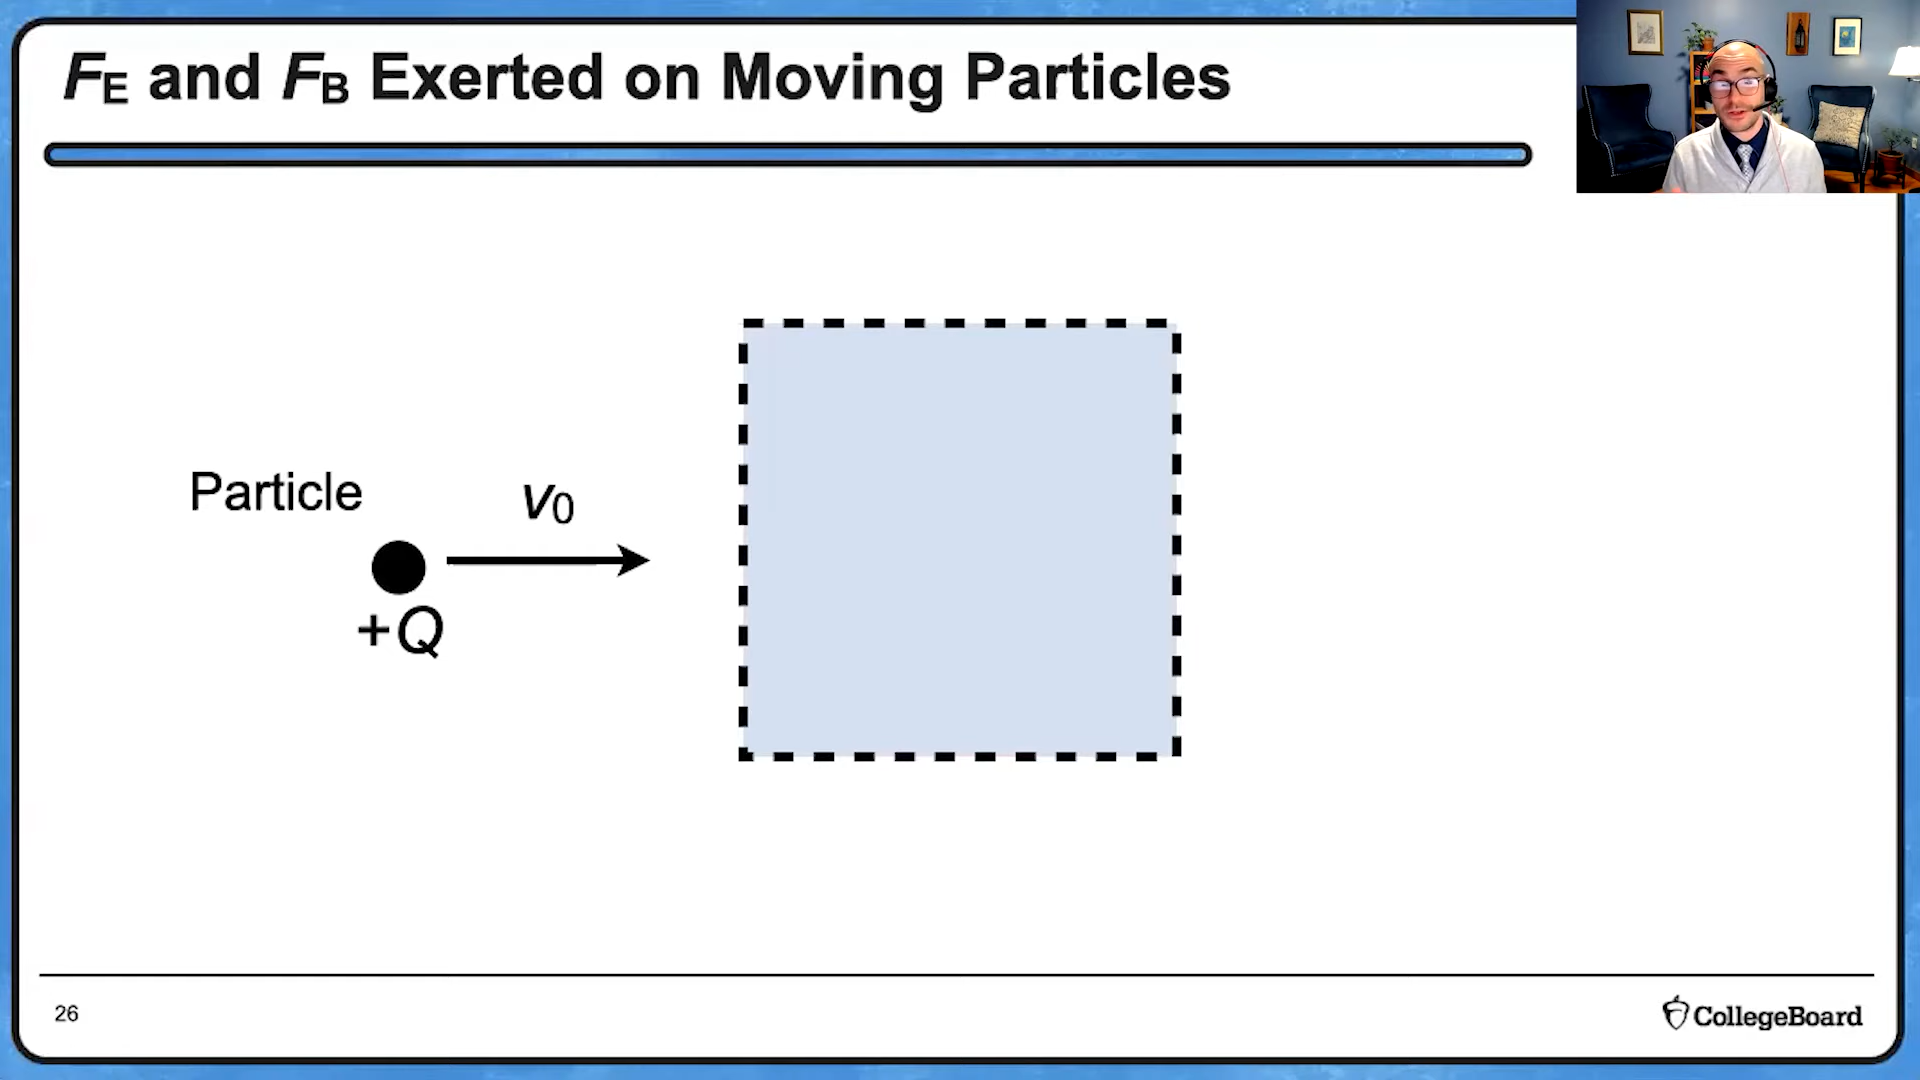 FE and FB Exerted on Moving Particles
Particle
v0
+Q
26
CollegeBoard